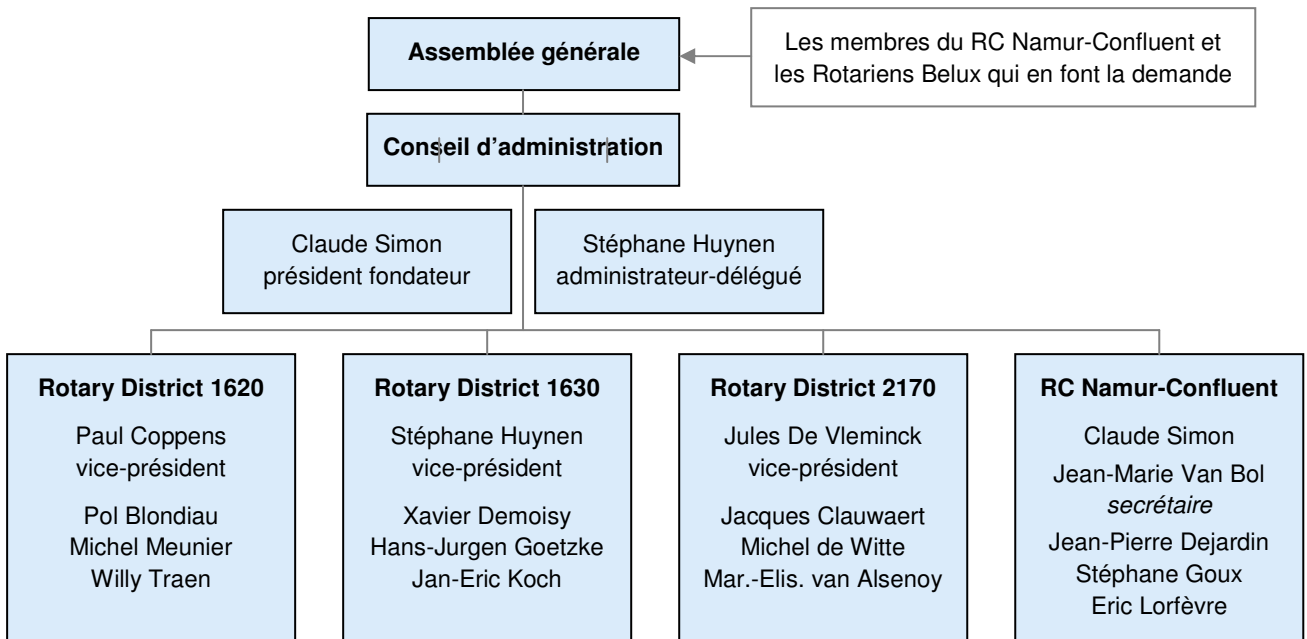 Assemblée générale
Les membres du RC Namur-Confluent et
les Rotariens Belux qui en font la demande
Conseil d'administration
Claude Simon
président fondateur
Stéphane Huynen
administrateur-délégué
Rotary District 1620
Paul Coppens
vice-président
Pol Blondiau
Michel Meunier
Willy Traen
Rotary District 1630
Stéphane Huynen
vice-président
Xavier Demoisy
Hans-Jurgen Goetzke
Jan-Eric Koch
Rotary District 2170
Jules De Vleminck
vice-président
Jacques Clauwaert
Michel de Witte
Mar.-Elis. van Alsenoy
RC Namur-Confluent
Claude Simon
Jean-Marie Van Bol
secrétaire
Jean-Pierre Dejardin
Stéphane Goux
Eric Lorfèvre